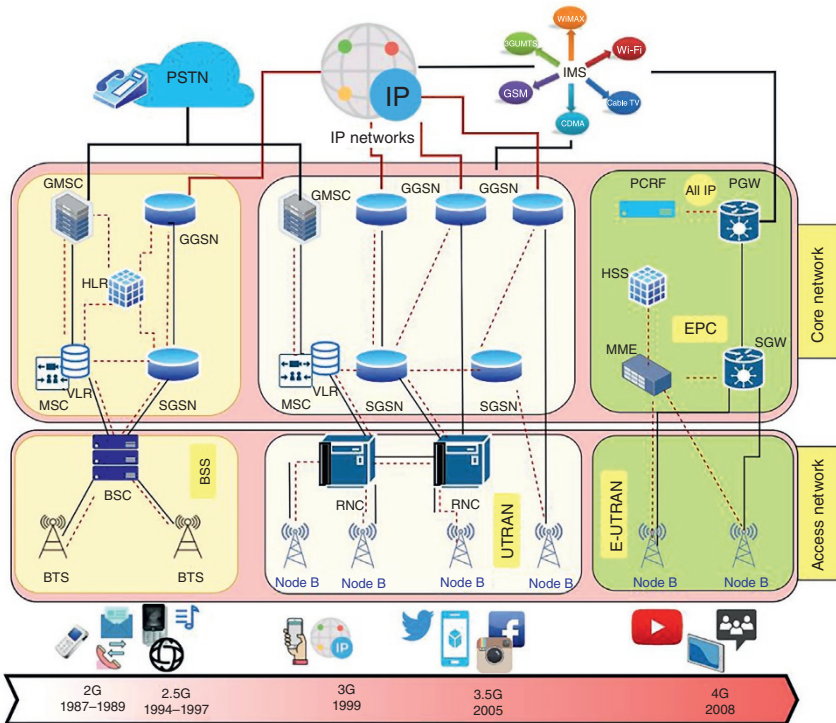 WiMAX
3GUMTS
Wi-Fi
PSTN
IMS
IP
GSM
Cable TV
CDMA
IP networks
GMSC
GGSN
HLR
VLR
MSC
SGSN
GMSC
GGSN
GGSN
VLR
MSC
SGSN
SGSN
PCRF
All IP
PGW
HSS
EPC
MME
SGW
Core network
BSS
BSC
BTS
BTS
RNC
RNC
UTRAN
Node B
Node B
Node B
Node B
E-UTRAN
Node B
Node B
Access network
IP
2G
1987–1989
2.5G
1994–1997
3G
1999
3.5G
2005
4G
2008